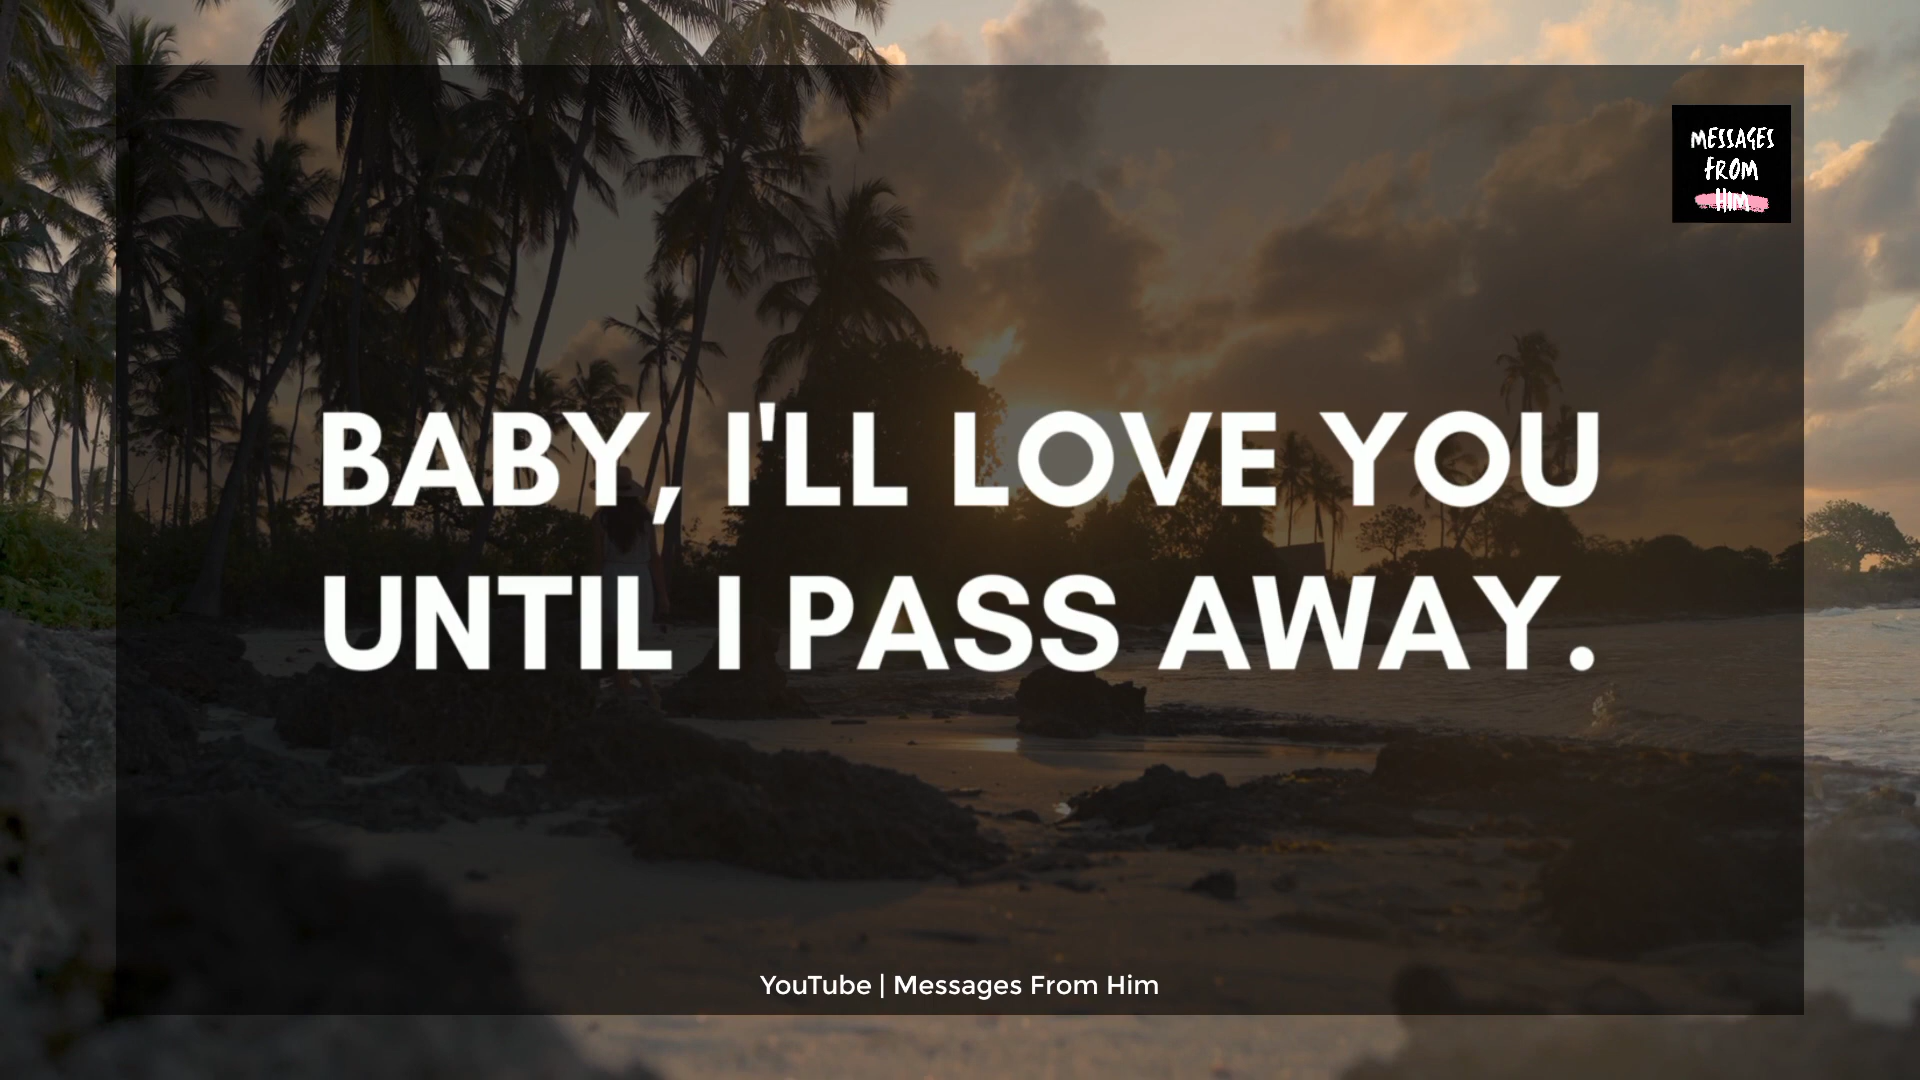 MESSAGES
FROM
HIM
BABY, I'LL LOVE YOU
UNTIL I PASS AWAY.
YouTube | Messages From Him